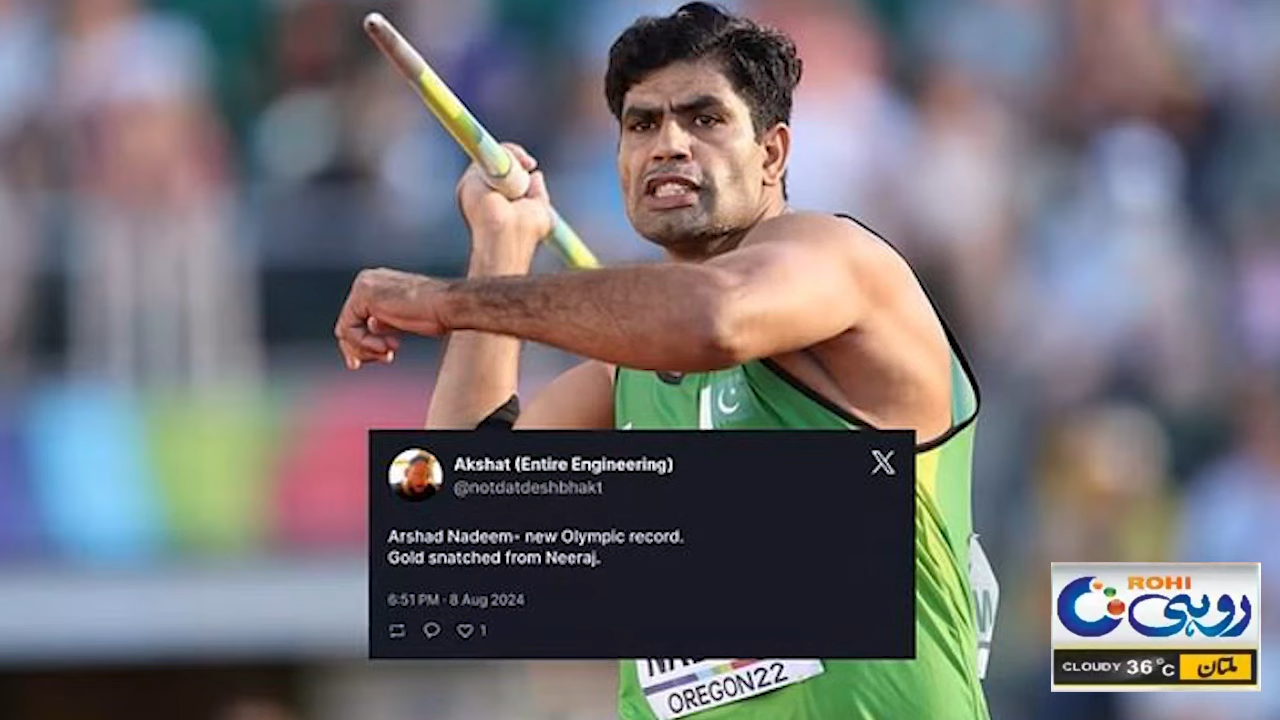 Akshat (Entire Engineering)
@notdatdeshbhakt
Arshad Nadeem- new Olympic record.
Gold snatched from Neeraj.
6:51 PM · 8 Aug 2024
1
OREGON22
ROHI
روہی
CLOUDY 36°C ملتان